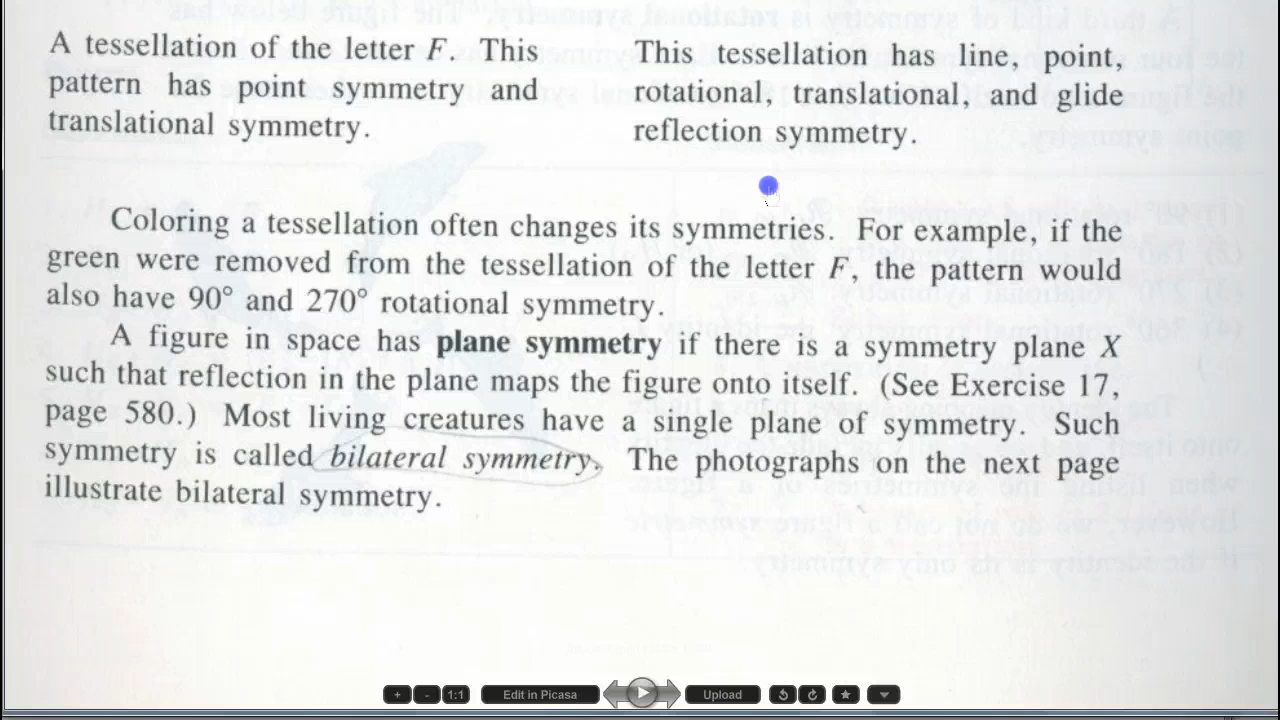 A tessellation of the letter F. This
pattern has point symmetry and
translational symmetry.
This tessellation has line, point,
rotational, translational, and glide
reflection symmetry.
Coloring a tessellation often changes its symmetries. For example, if the
green were removed from the tessellation of the letter F, the pattern would
also have 90° and 270° rotational symmetry.
A figure in space has plane symmetry if there is a symmetry plane X
such that reflection in the plane maps the figure onto itself. (See Exercise 17,
page 580.) Most living creatures have a single plane of symmetry. Such
symmetry is called bilateral symmetry. The photographs on the next page
illustrate bilateral symmetry.
+ - 1:1 Edit in Picasa Upload